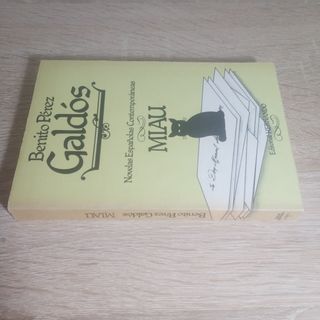 Benito Pérez
Galdós
Novelas Españolas Contemporáneas
MIAU
Benito Pérez Galdós MIAU